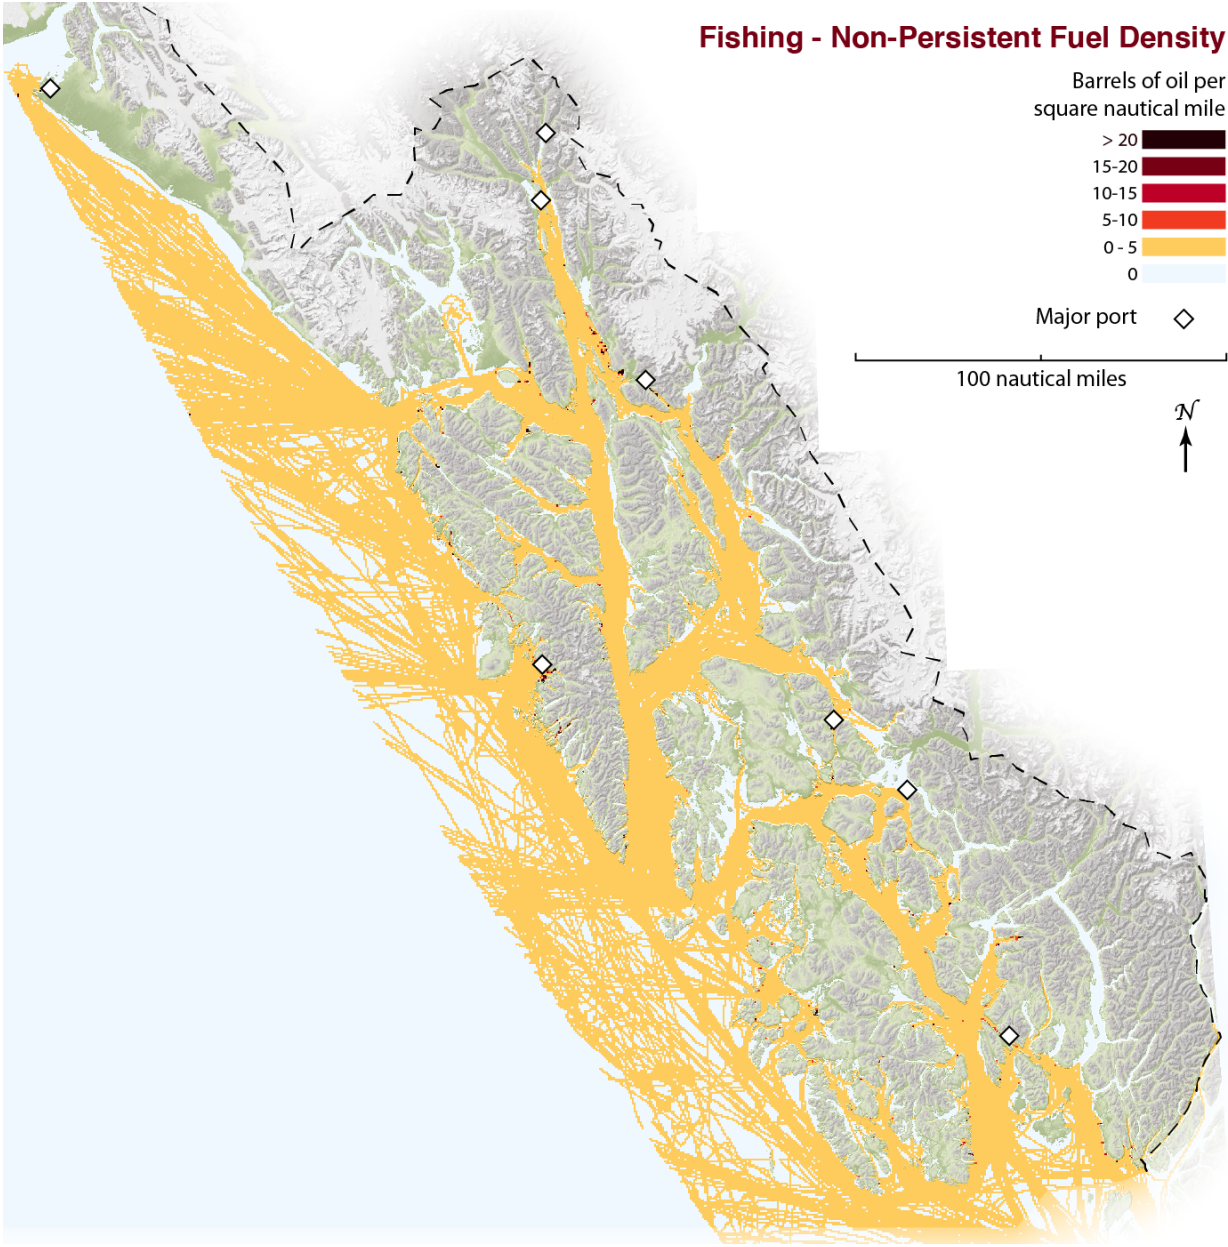 Fishing - Non-Persistent Fuel Density
Barrels of oil per
square nautical mile
> 20
15-20
10-15
5-10
0 - 5
0
Major port
100 nautical miles
N